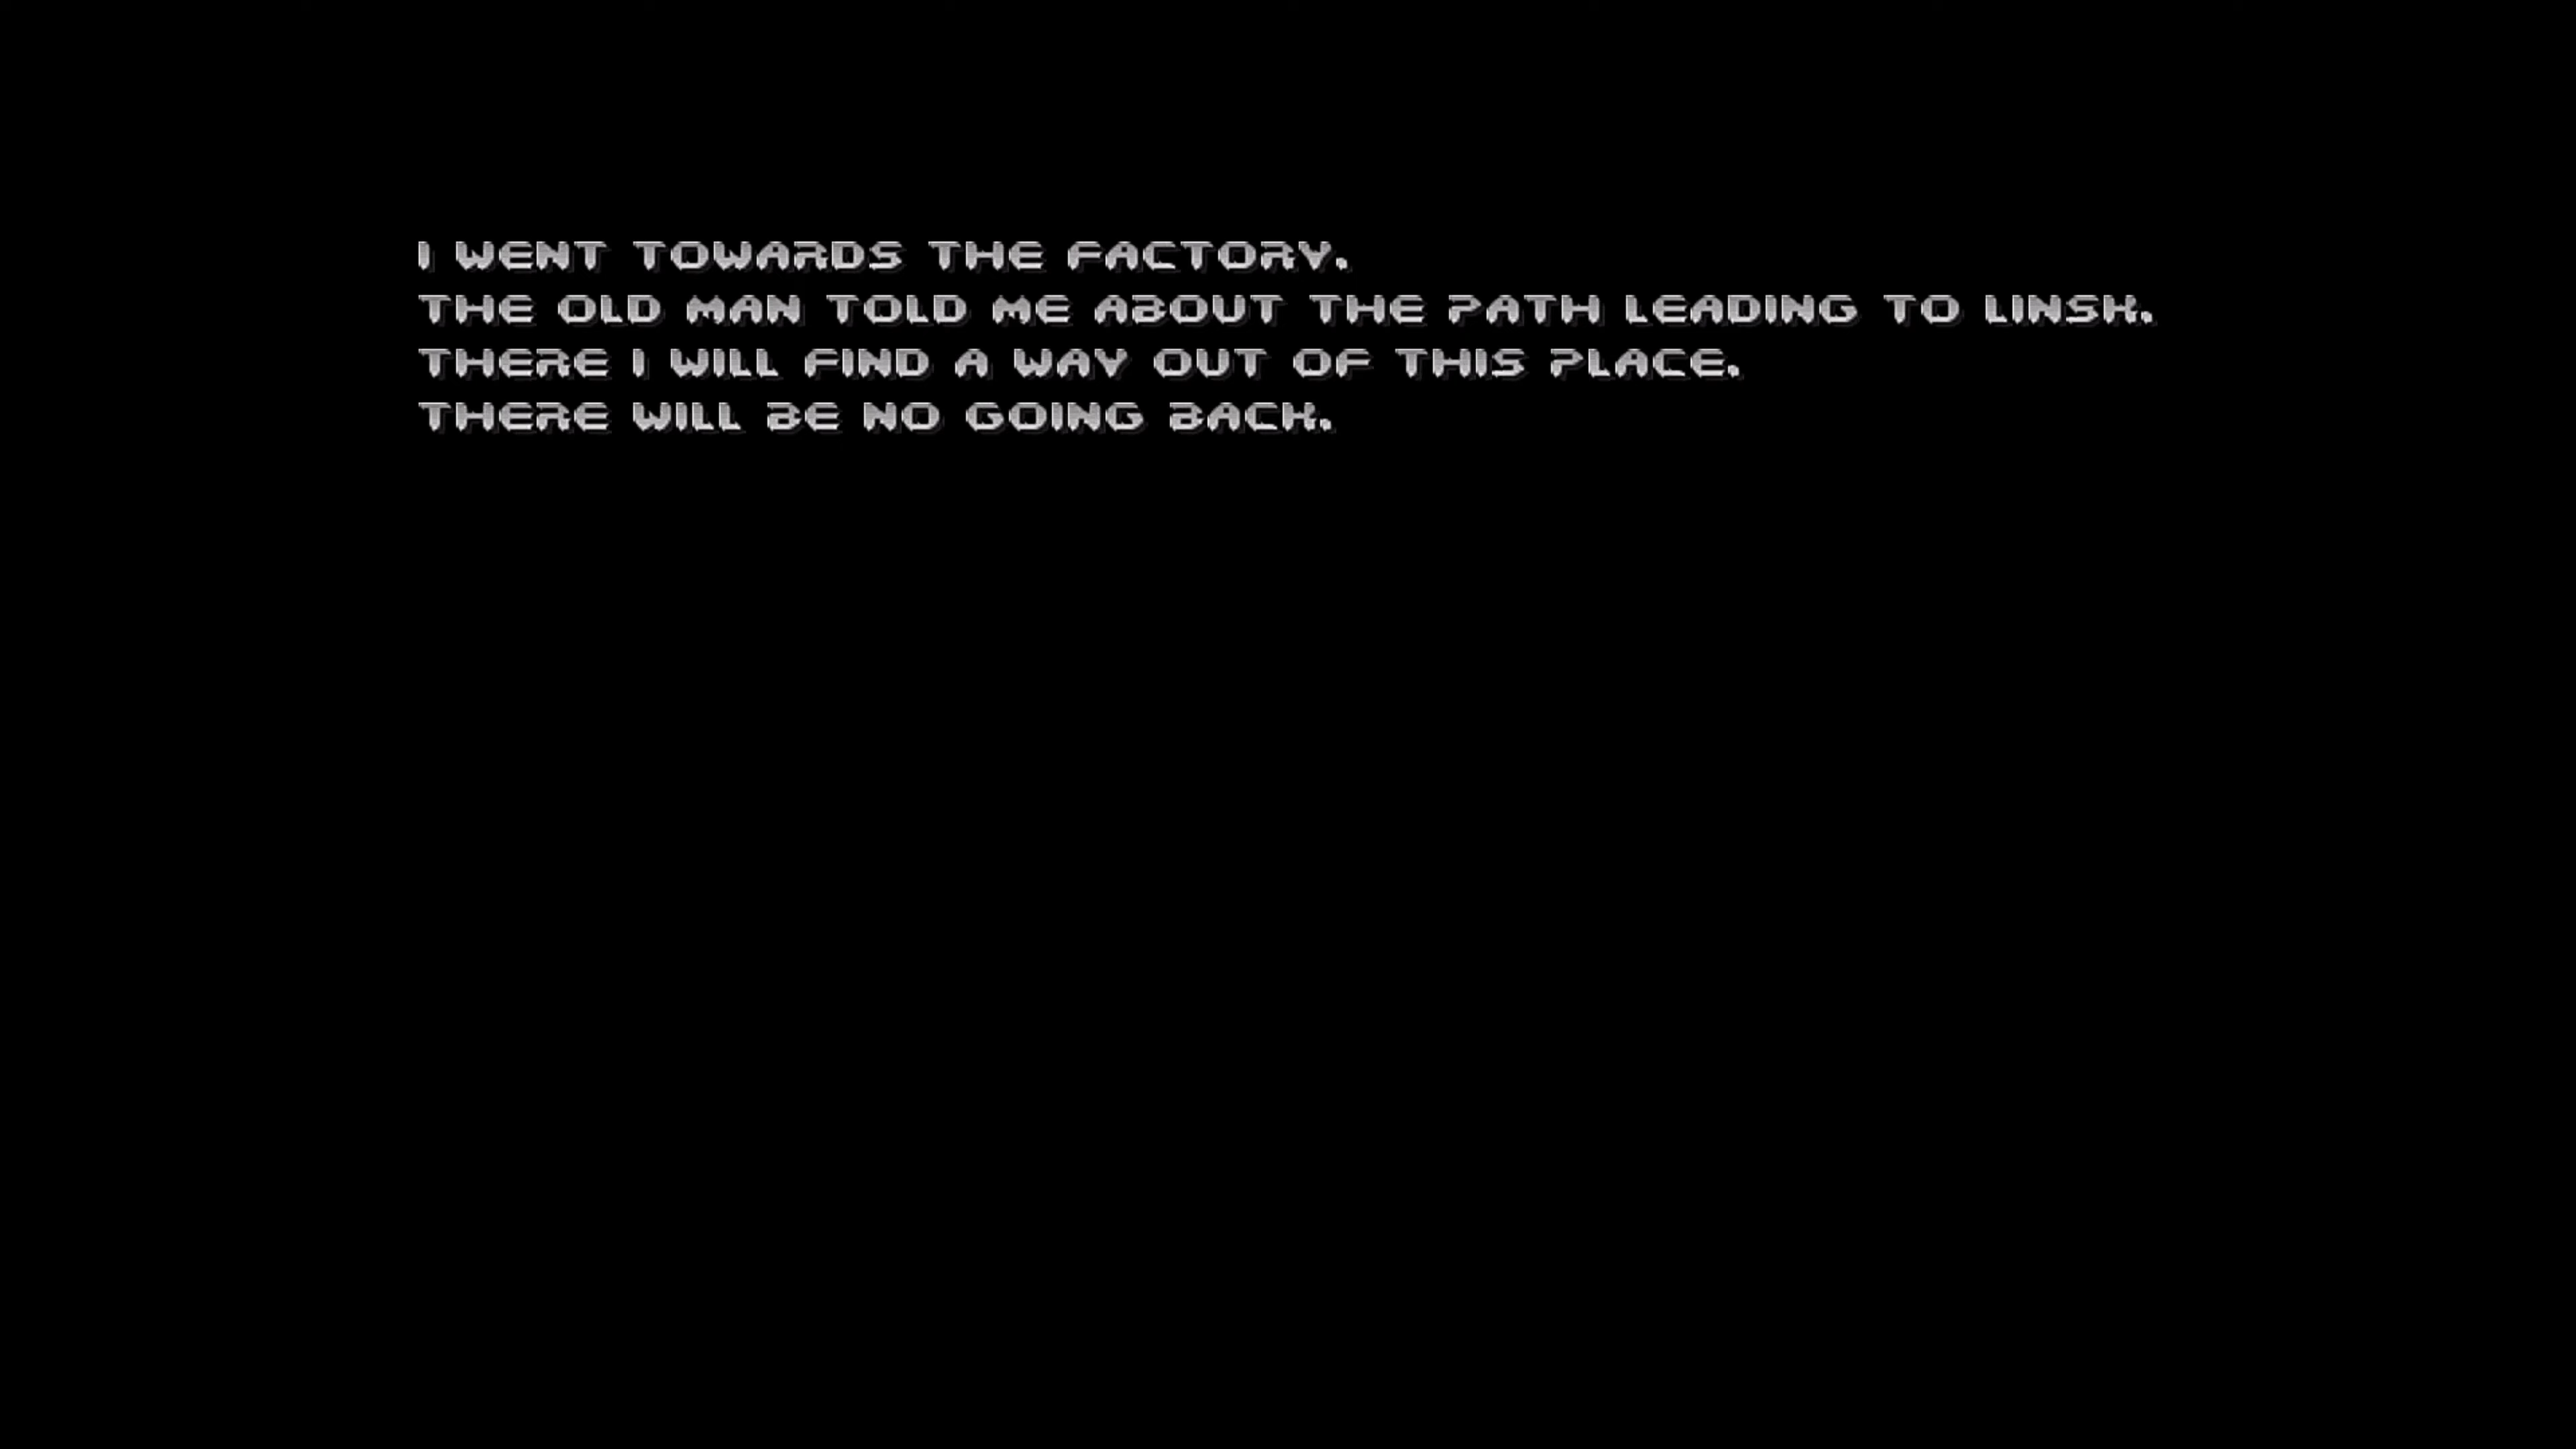 I WENT TOWARDS THE FACTORY.
THE OLD MAN TOLD ME ABOUT THE PATH LEADING TO LINSK.
THERE I WILL FIND A WAY OUT OF THIS PLACE.
THERE WILL BE NO GOING BACK.